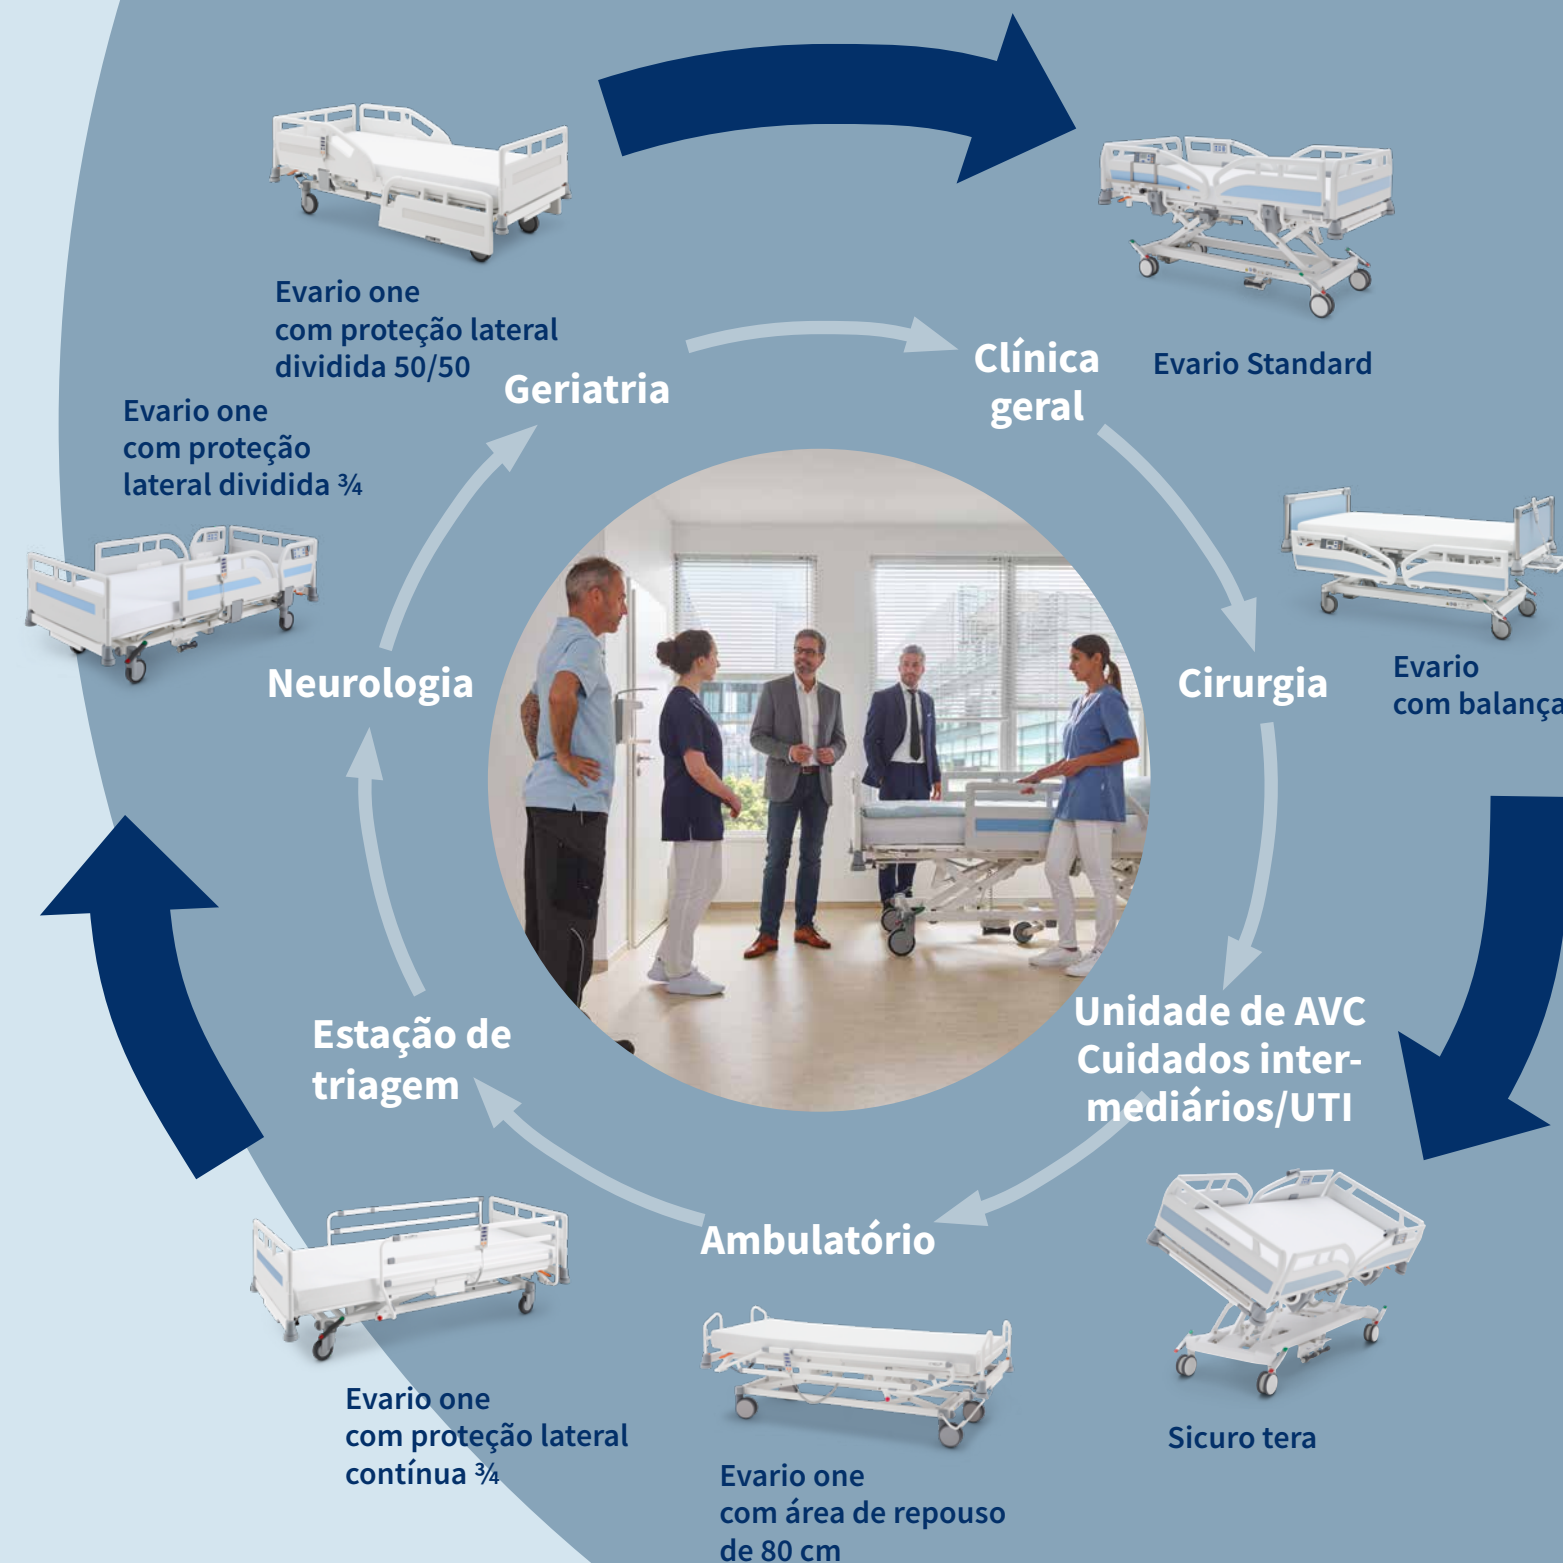 Evario one
com proteção lateral
dividida 50/50
Geriatria
Clínica
geral
Evario Standard
Evario one
com proteção
lateral dividida ¾
Neurologia
Cirurgia
Evario
com balança
Unidade de AVC
Cuidados inter-
mediários/UTI
Estação de
triagem
Ambulatório
Evario one
com proteção lateral
contínua ¾
Evario one
com área de repouso
de 80 cm
Sicuro tera